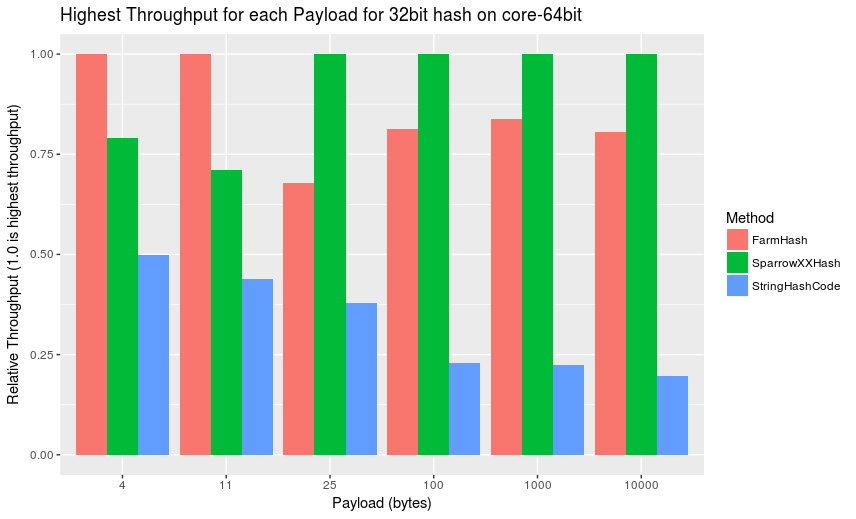 Highest Throughput for each Payload for 32bit hash on core-64bit
Relative Throughput (1.0 is highest throughput)
1.00
0.75
0.50
0.25
0.00
4 11 25 100 1000 10000
Payload (bytes)
Method
FarmHash
SparrowXXHash
StringHashCode